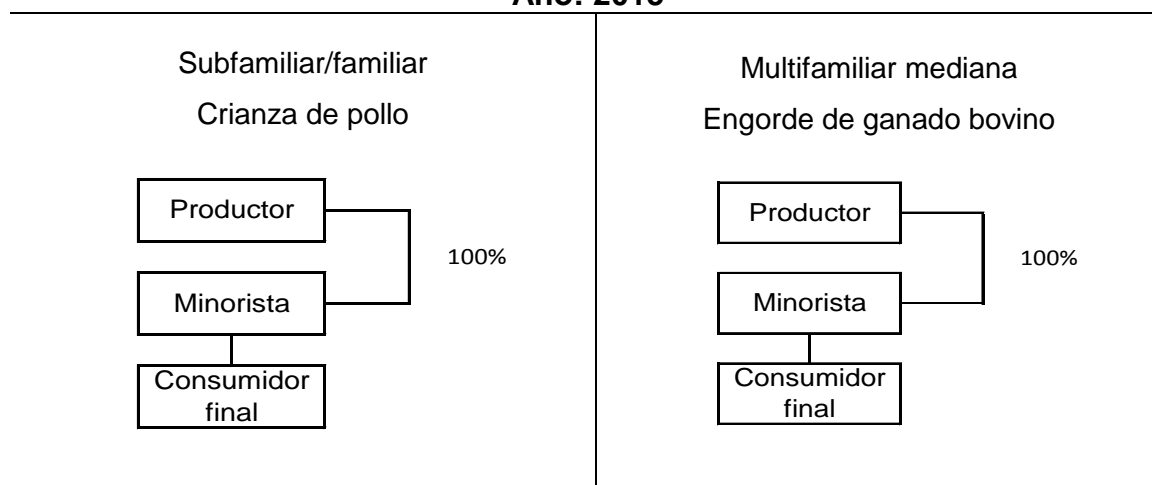 Subfamiliar/familiar
Crianza de pollo
Productor
100%
Minorista
Consumidor
final
Multifamiliar mediana
Engorde de ganado bovino
Productor
100%
Minorista
Consumidor
final